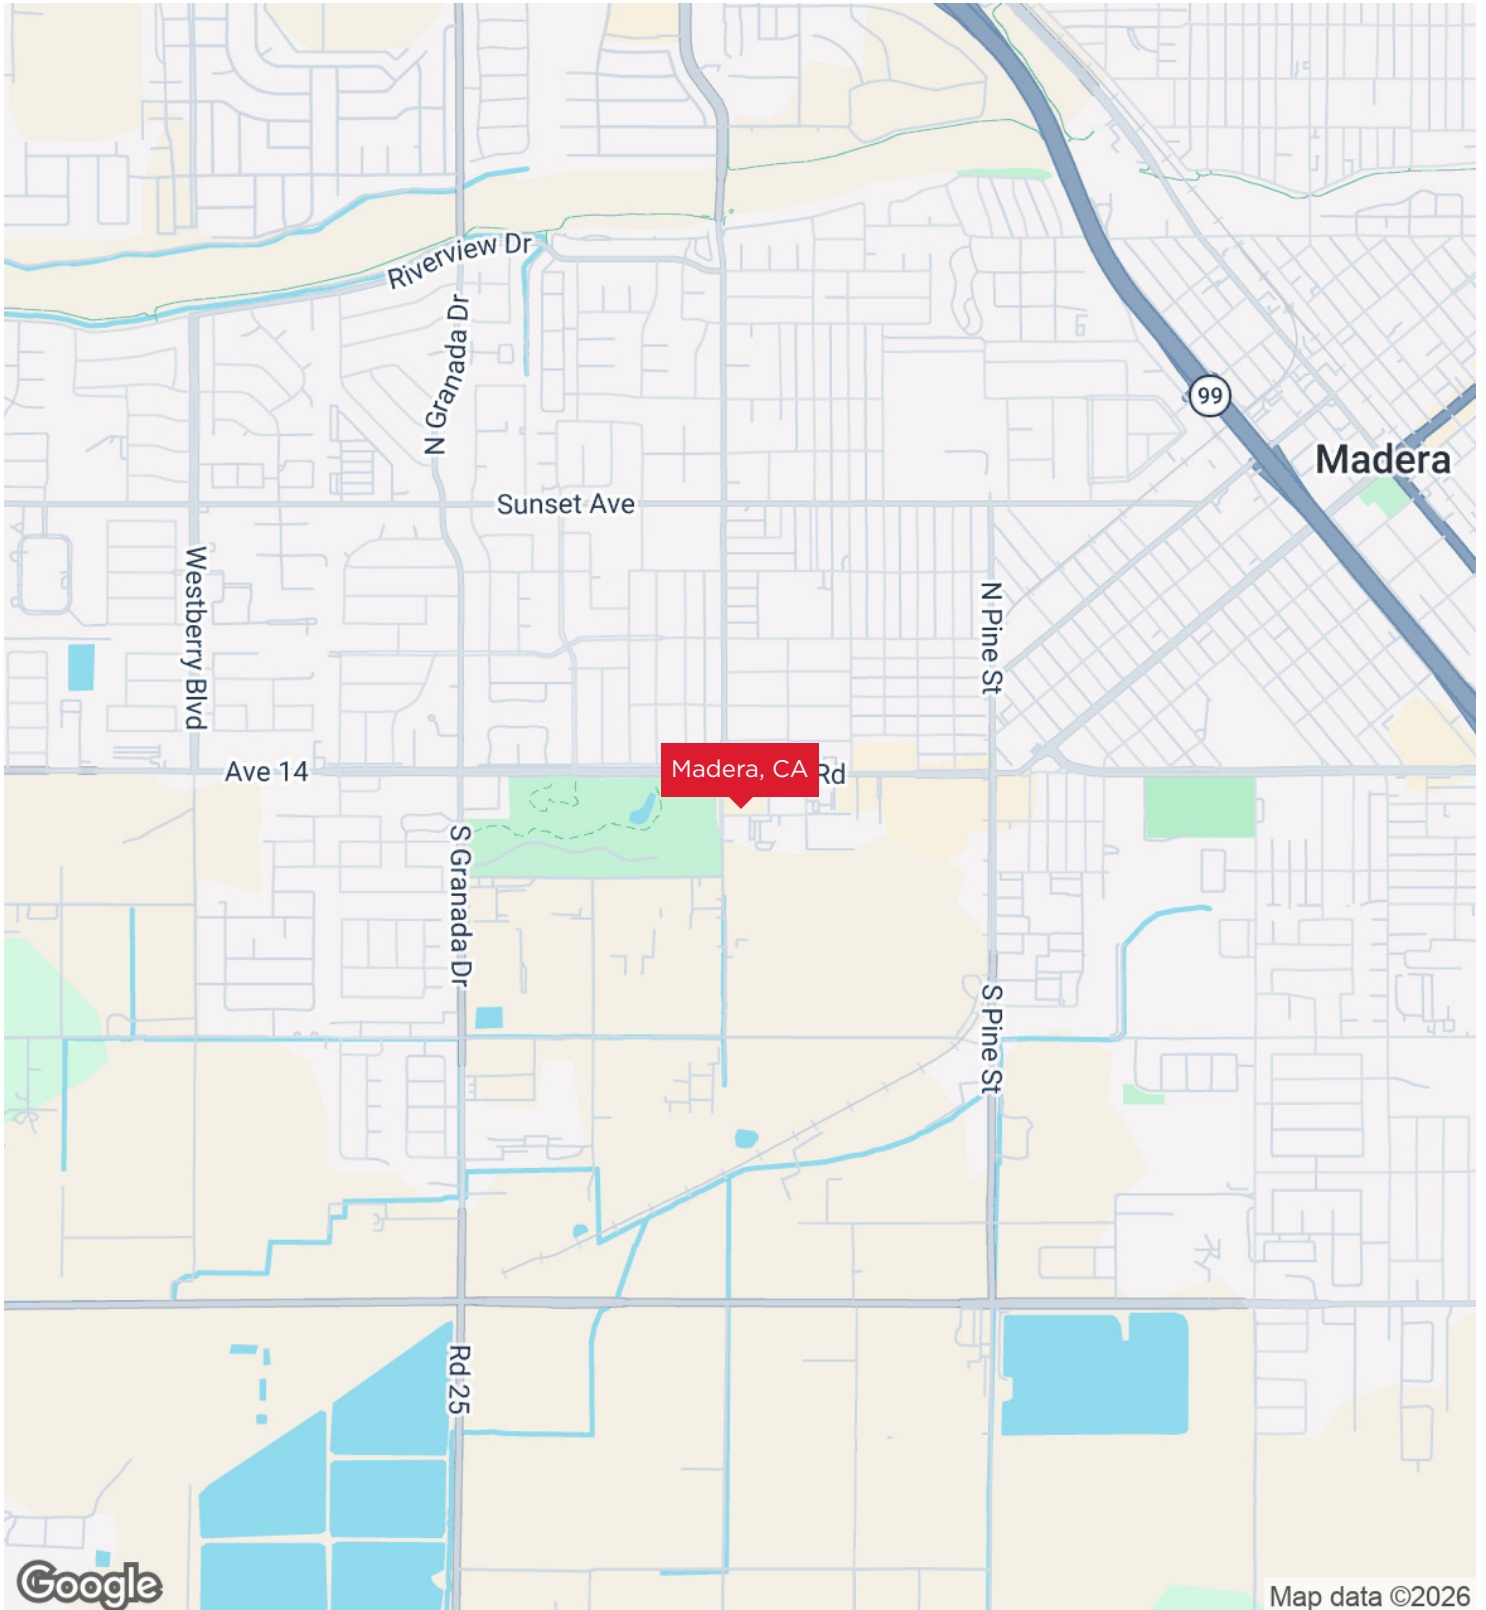 Riverview Dr
N Granada Dr
99
Madera
Sunset Ave
Westberry Blvd
N Pine St
Ave 14
Madera, CA
Rd
S Granada Dr
S Pine St
Rd 25
Google
Map data ©2026